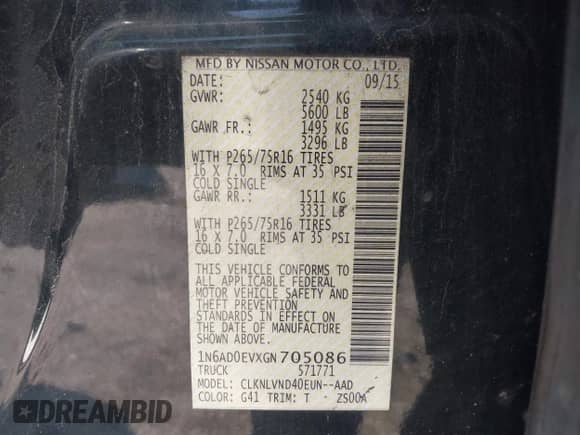 MFD BY NISSAN MOTOR CO., LTD.
DATE: 09/15
GVWR: 2540 KG
5600 LB
GAWR FR.: 1495 KG
3296 LB
WITH P265/75R16 TIRES
16 X 7.0 RIMS AT 35 PSI
COLD SINGLE
GAWR RR.: 1511 KG
3331 LB
WITH P265/75R16 TIRES
16 X 7.0 RIMS AT 35 PSI
COLD SINGLE
THIS VEHICLE CONFORMS TO
ALL APPLICABLE FEDERAL
MOTOR VEHICLE SAFETY AND
THEFT PREVENTION
STANDARDS IN EFFECT ON
THE DATE OF MANUFACTURE
SHOWN ABOVE.
1N6AD0EVXGN705086
TRUCK 571771
MODEL: CLKNLVND40EUN--AAD
COLOR: G41 TRIM: T - ZS00A
DREAMBID
DREAMBID